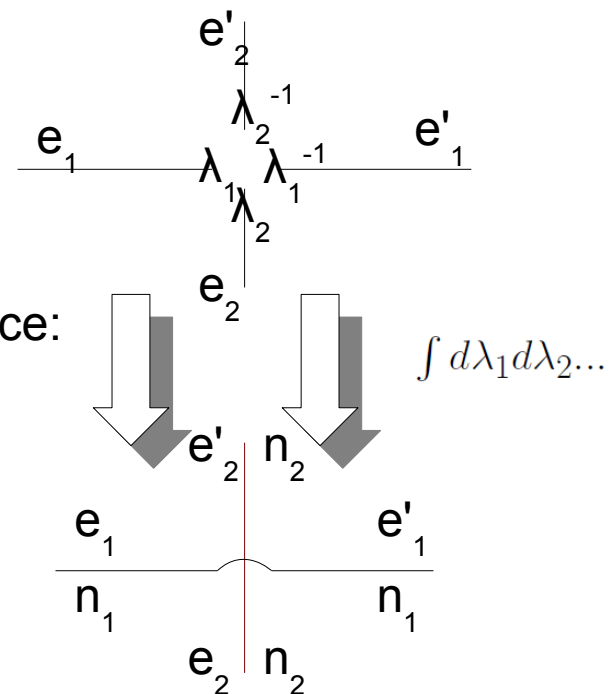 e'₂
λ₂⁻¹
e₁ e'₁
λ₁ λ₁⁻¹
λ₂
e₂
ce:
∫ dλ₁dλ₂...
e'₂ n₂
e₁ e'₁
n₁ n₁
e₂ n₂